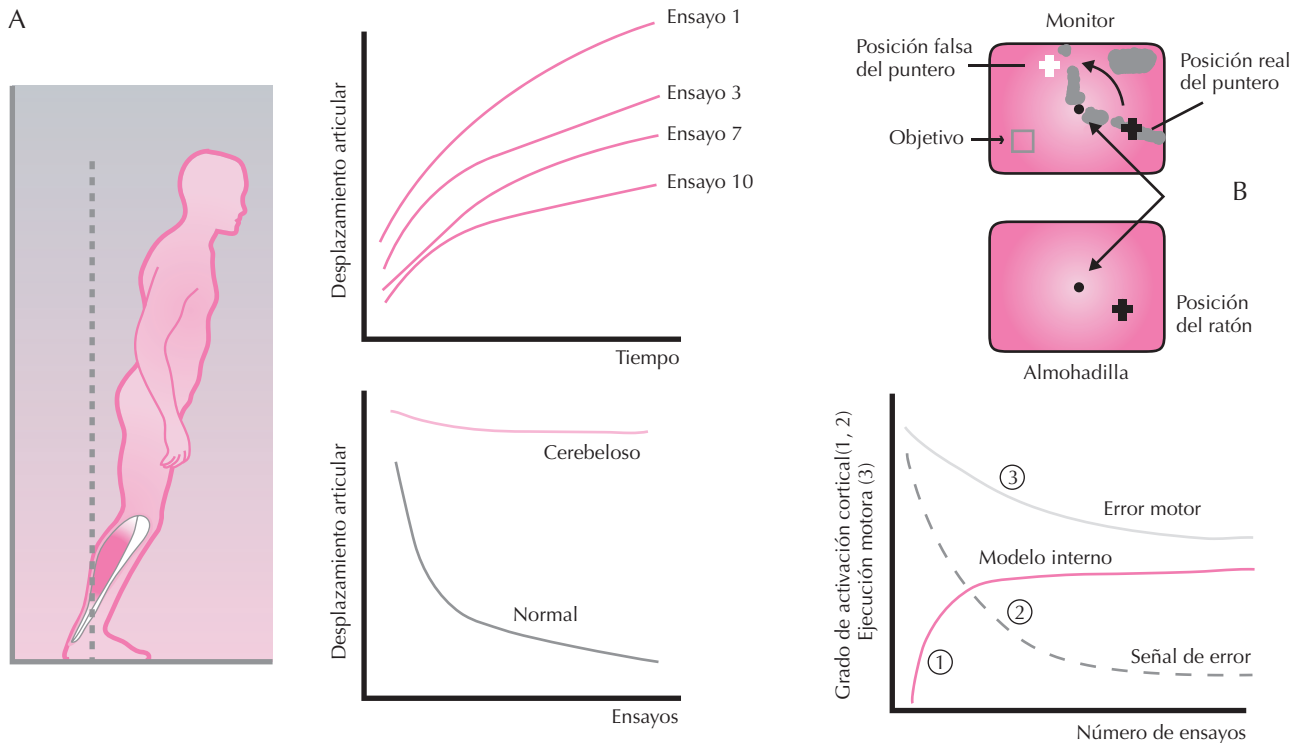 A
Desplazamiento articular
Ensayo 1
Ensayo 3
Ensayo 7
Ensayo 10
Tiempo
Desplazamiento articular
Cerebeloso
Normal
Ensayos
B
Monitor
Posición falsa
del puntero
Posición real
del puntero
Objetivo
Posición
del ratón
Almohadilla
Grado de activación cortical(1, 2)
Ejecución motora (3)
3
Error motor
Modelo interno
2
1
Señal de error
Número de ensayos